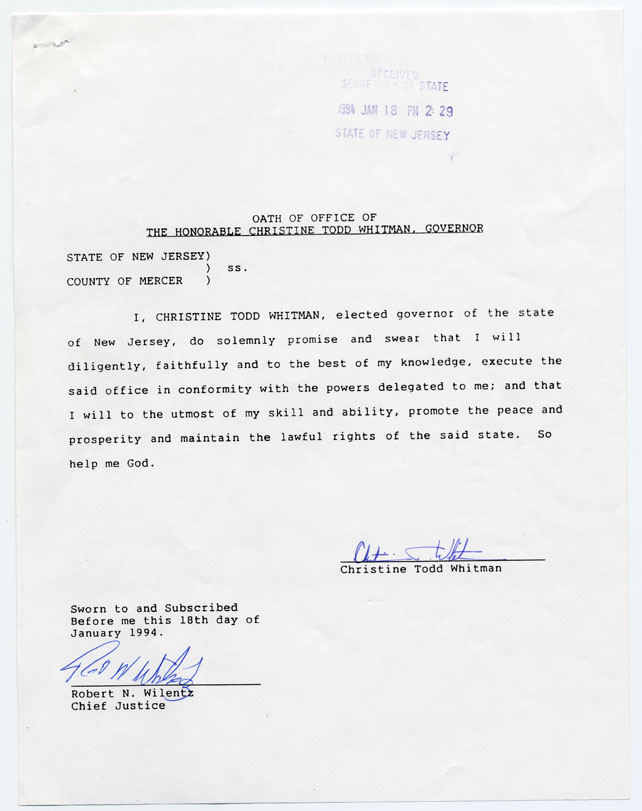 RECEIVED
SECRETARY OF STATE
1994 JAN 18 PM 2:29
STATE OF NEW JERSEY
OATH OF OFFICE OF
THE HONORABLE CHRISTINE TODD WHITMAN, GOVERNOR
STATE OF NEW JERSEY)
) ss.
COUNTY OF MERCER )
I, CHRISTINE TODD WHITMAN, elected governor of the state
of New Jersey, do solemnly promise and swear that I will
diligently, faithfully and to the best of my knowledge, execute the
said office in conformity with the powers delegated to me; and that
I will to the utmost of my skill and ability, promote the peace and
prosperity and maintain the lawful rights of the said state. So
help me God.
Christine Todd Whitman
Sworn to and Subscribed
Before me this 18th day of
January 1994.
Robert N. Wilentz
Chief Justice